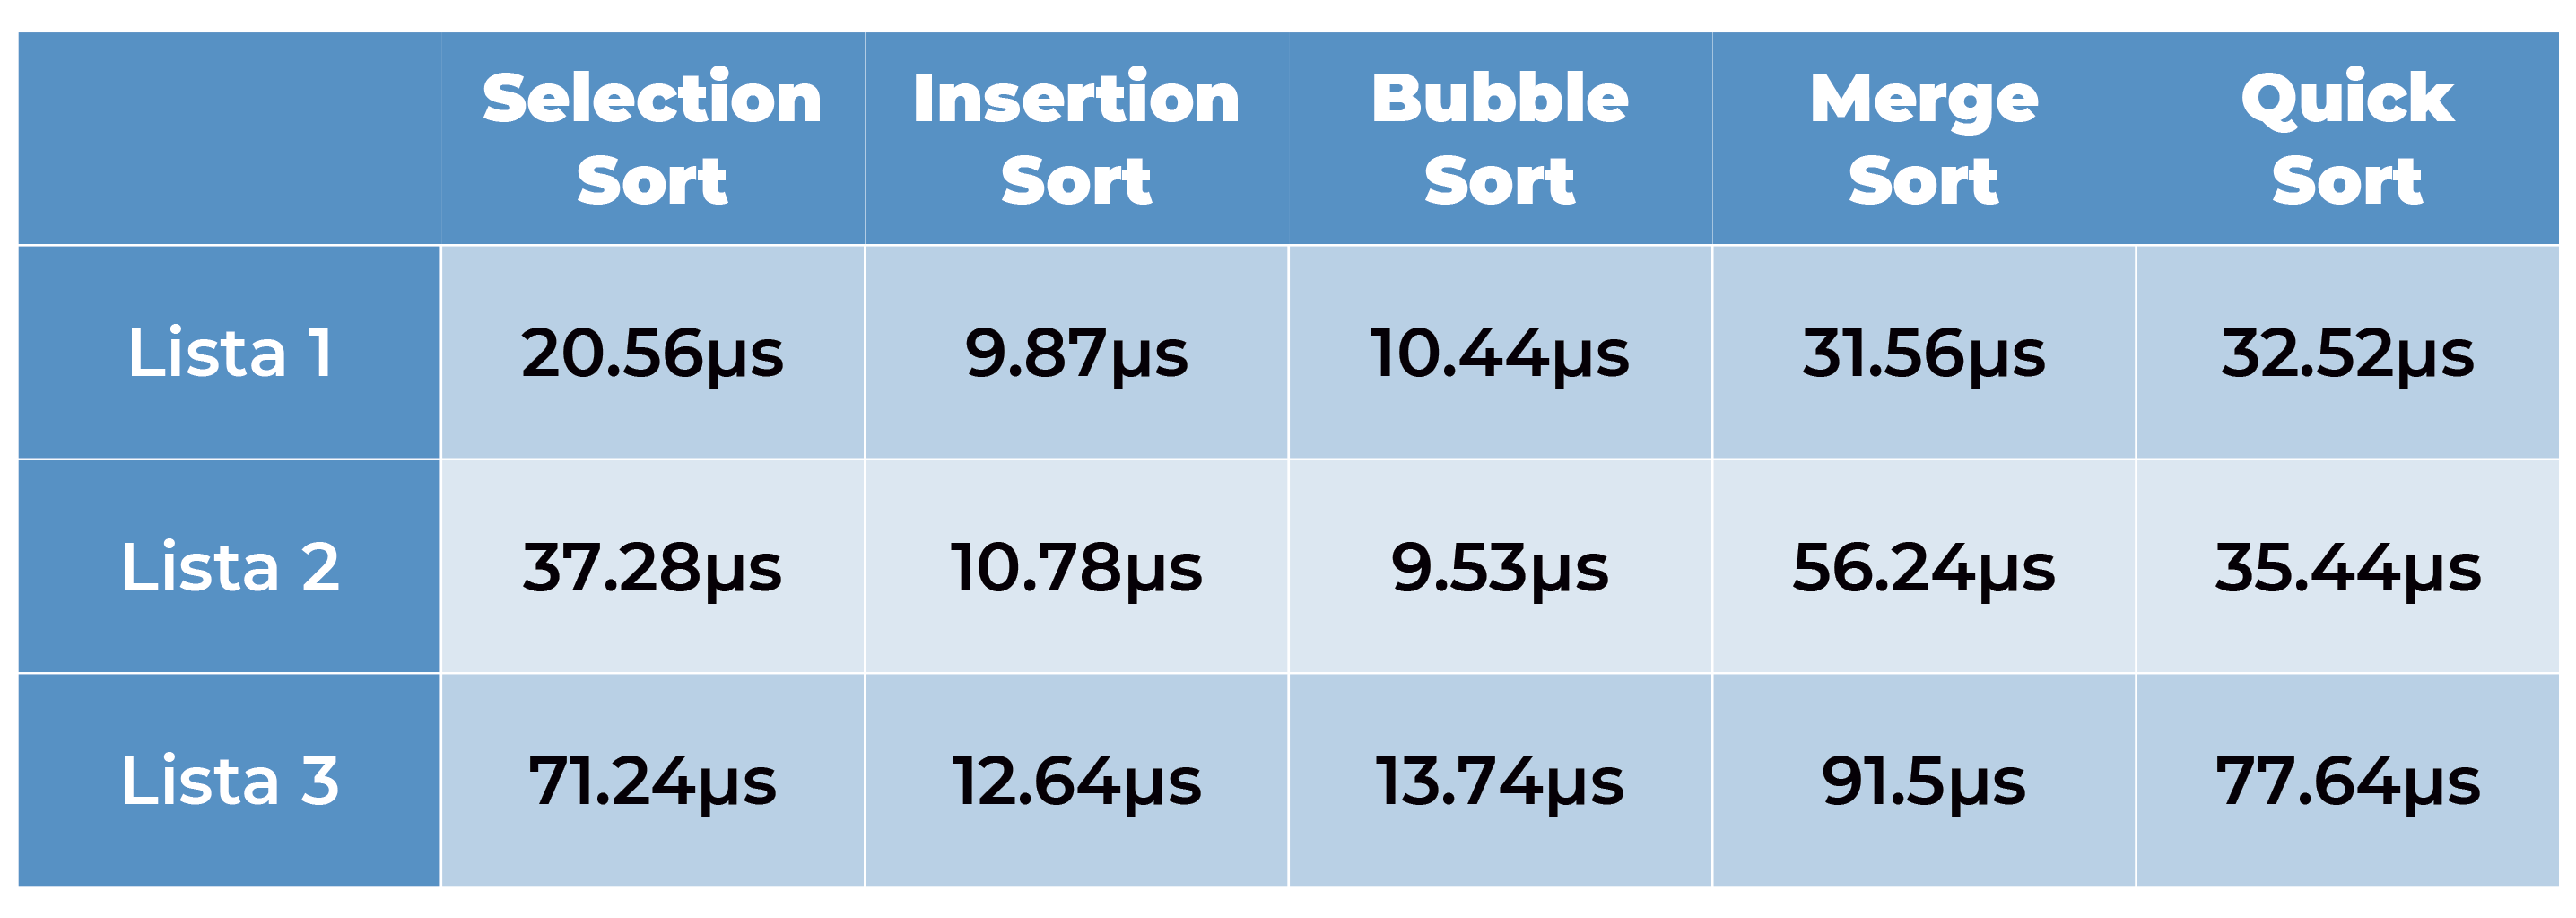 Selection Sort Insertion Sort Bubble Sort Merge Sort Quick Sort
Lista 1 20.56µs 9.87µs 10.44µs 31.56µs 32.52µs
Lista 2 37.28µs 10.78µs 9.53µs 56.24µs 35.44µs
Lista 3 71.24µs 12.64µs 13.74µs 91.5µs 77.64µs